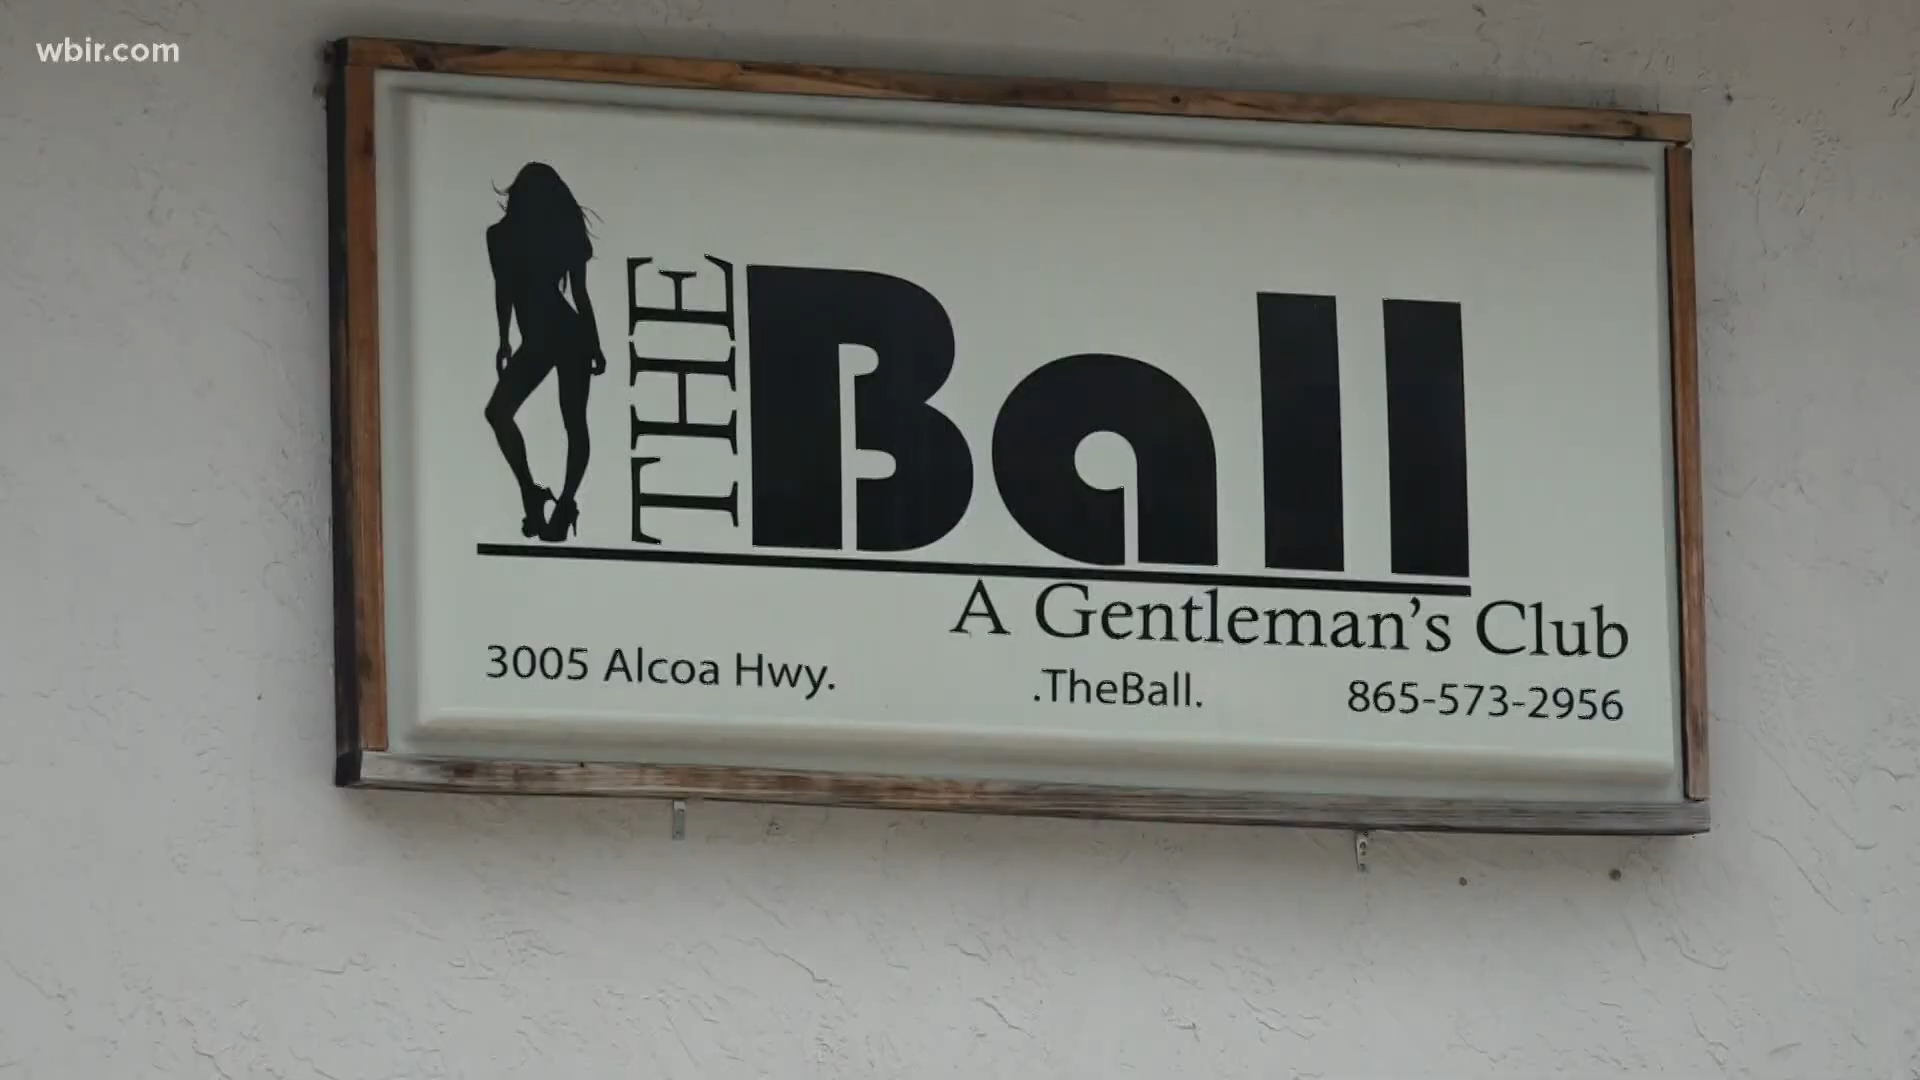 wbir.com
THE Ball
A Gentleman's Club
3005 Alcoa Hwy. .TheBall. 865-573-2956